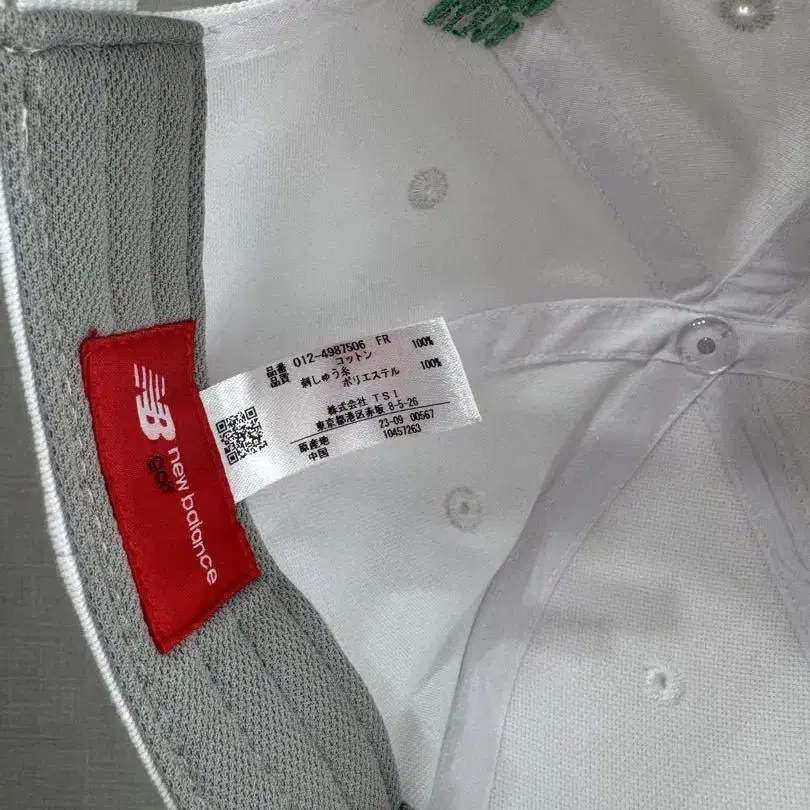 品番 012-4987506 FR
品質 コットン 100%
刺しゅう糸
ポリエステル 100%
株式会社 TSI
東京都港区赤坂 8-5-26
23-09 00567
原産地 10457263
中国
NB
new balance
golf